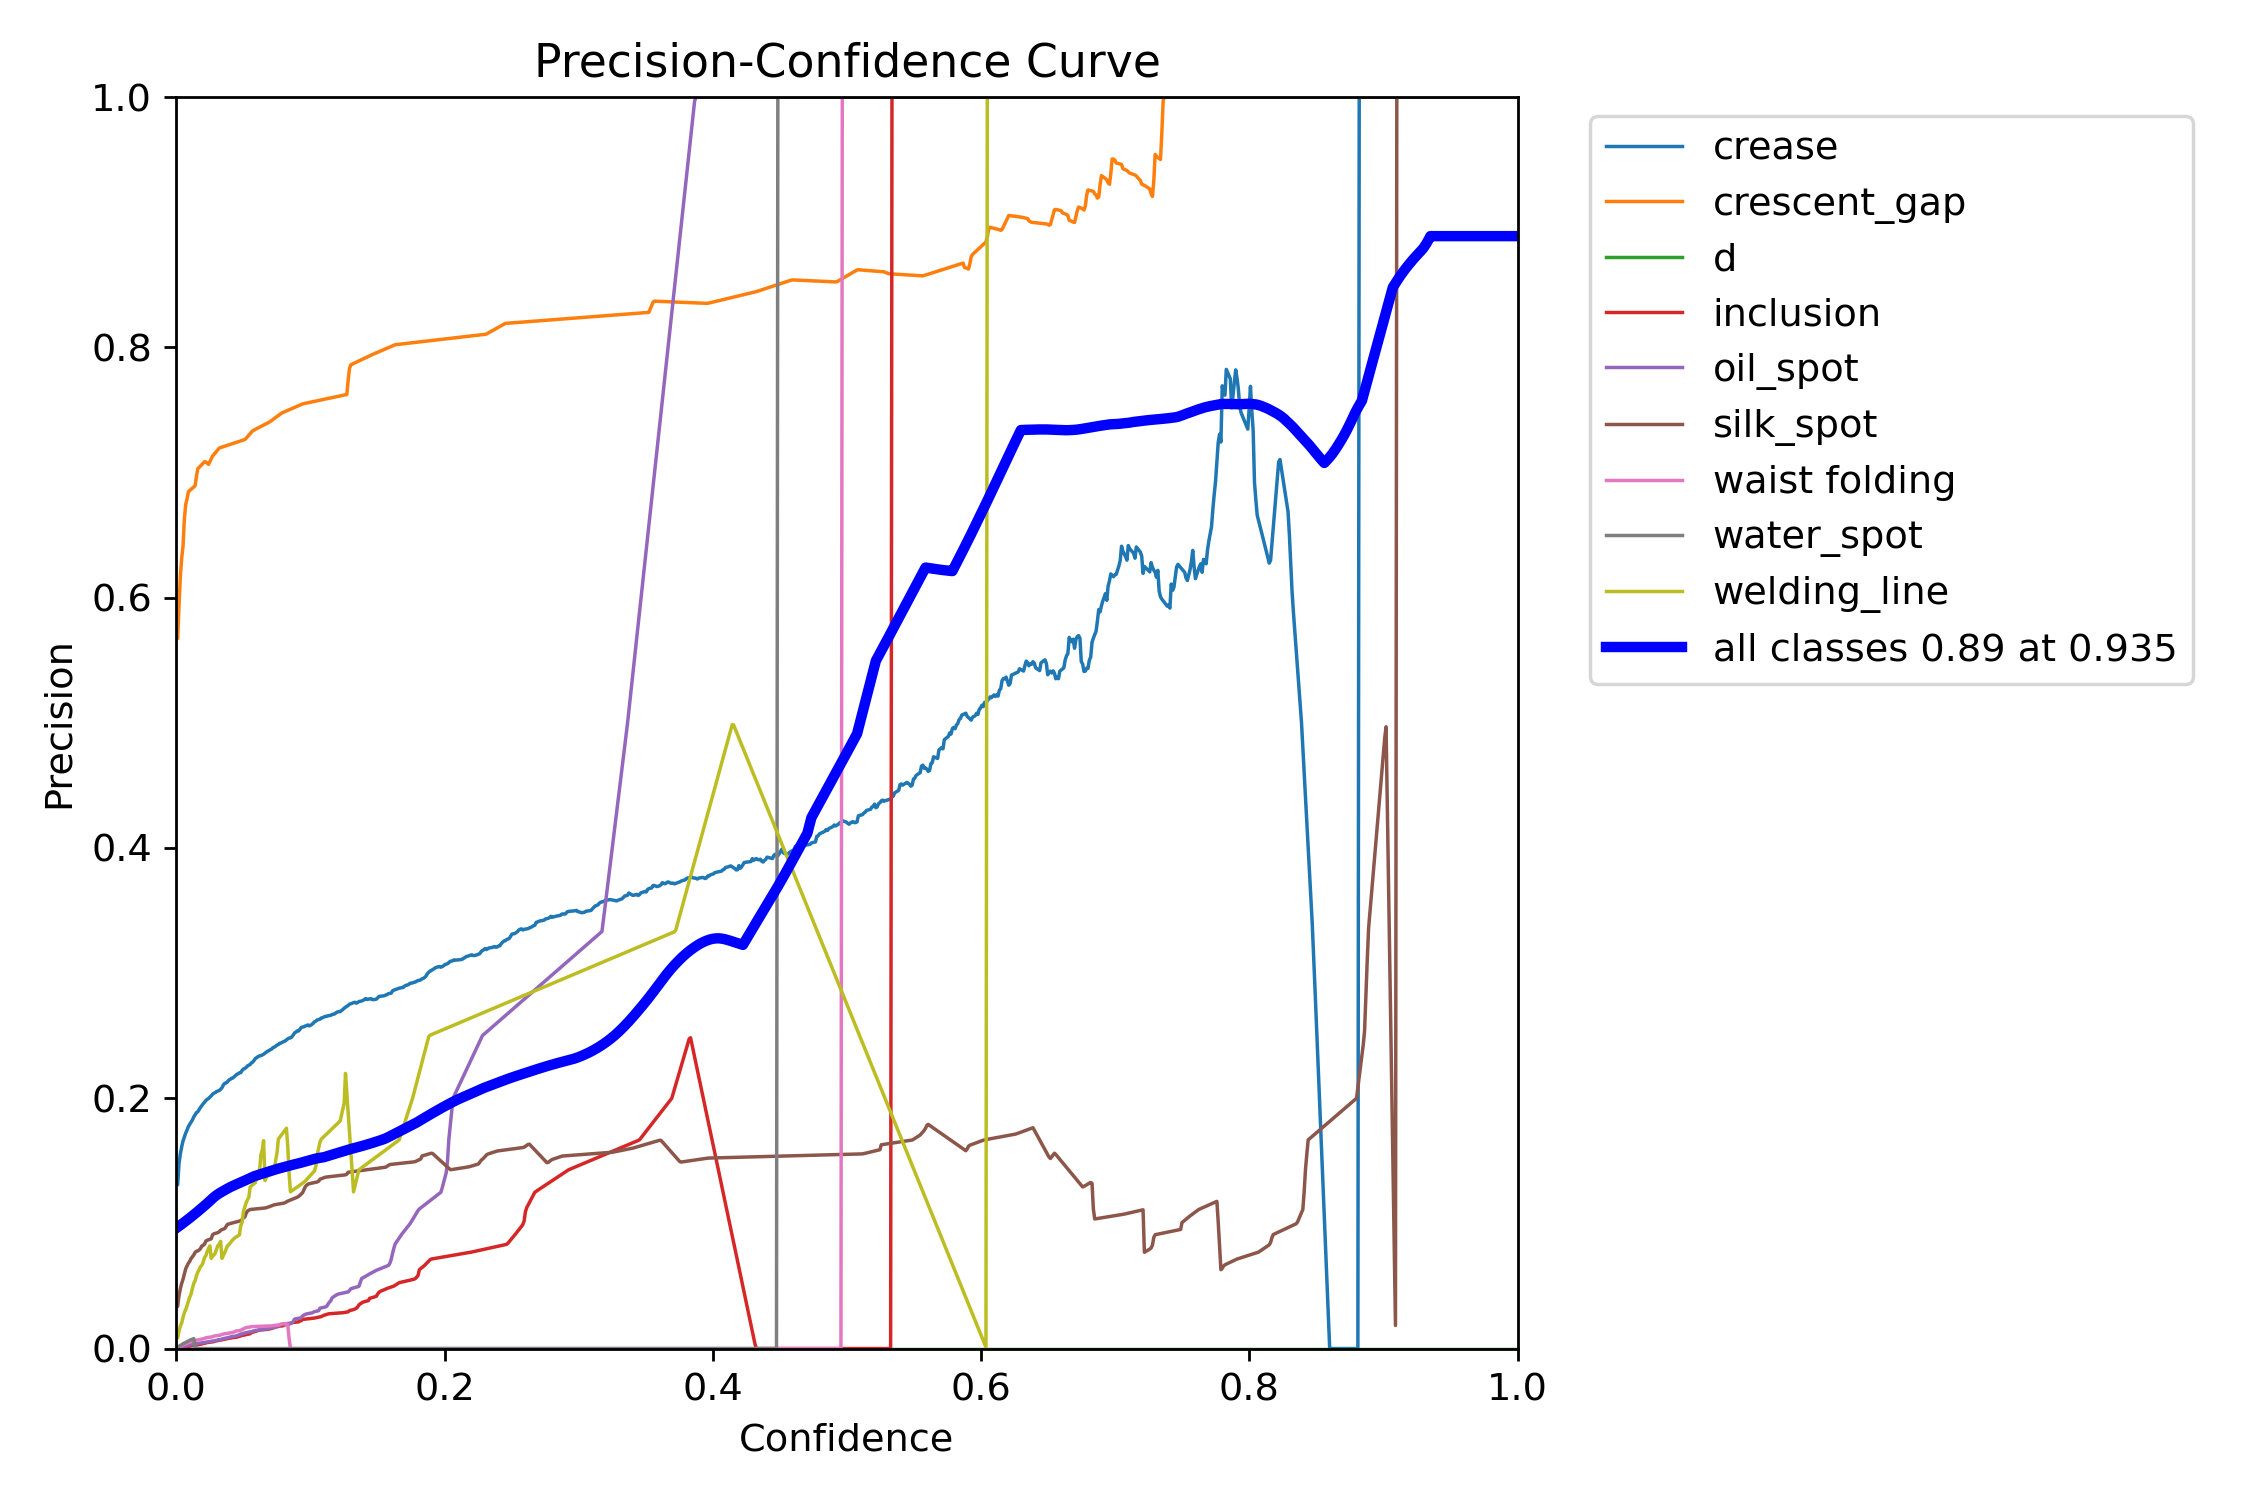 Precision-Confidence Curve
1.0
0.8
0.6
0.4
0.2
0.0
Precision
0.0 0.2 0.4 0.6 0.8 1.0
Confidence
crease
crescent_gap
d
inclusion
oil_spot
silk_spot
waist folding
water_spot
welding_line
all classes 0.89 at 0.935